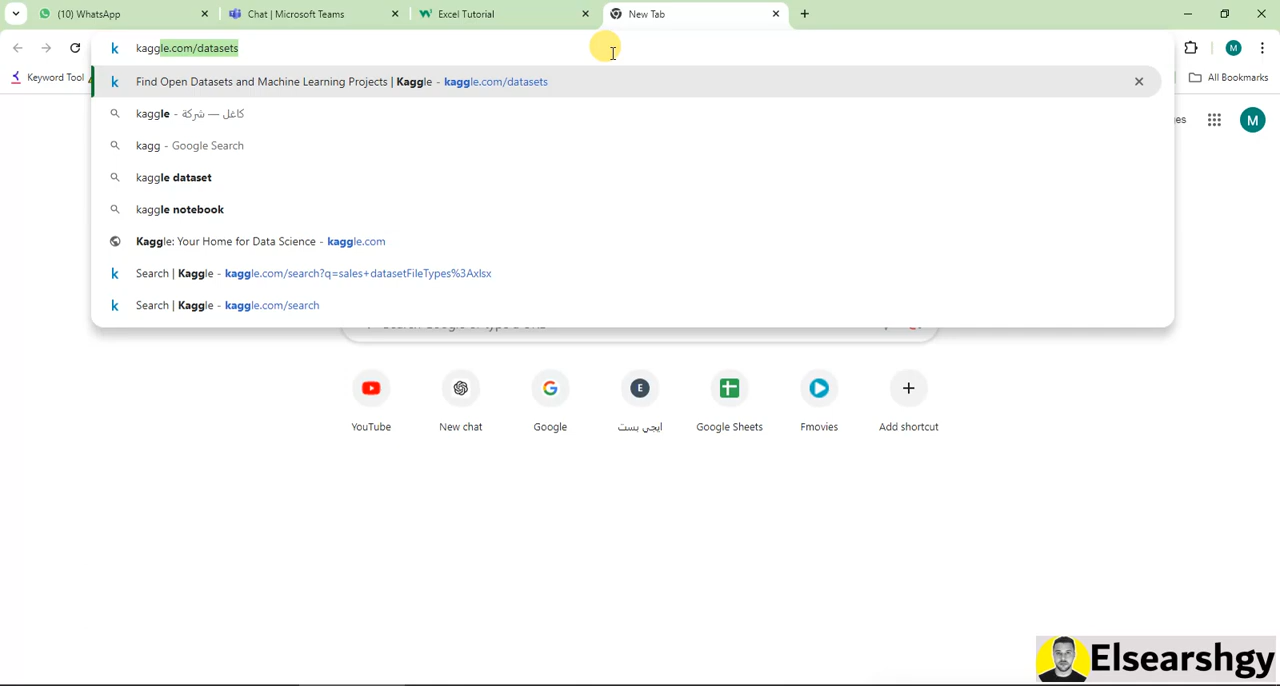 (10) WhatsApp
Chat | Microsoft Teams
Excel Tutorial
New Tab
kaggle.com/datasets
Keyword Tool
All Bookmarks
Find Open Datasets and Machine Learning Projects | Kaggle - kaggle.com/datasets
kaggle - كاغل — شركة
kagg - Google Search
kaggle dataset
kaggle notebook
Kaggle: Your Home for Data Science - kaggle.com
Search | Kaggle - kaggle.com/search?q=sales+datasetFileTypes%3Axlsx
Search | Kaggle - kaggle.com/search
M
M
E
YouTube
New chat
Google
ايجي بست
Google Sheets
Fmovies
Add shortcut
Elsearshgy